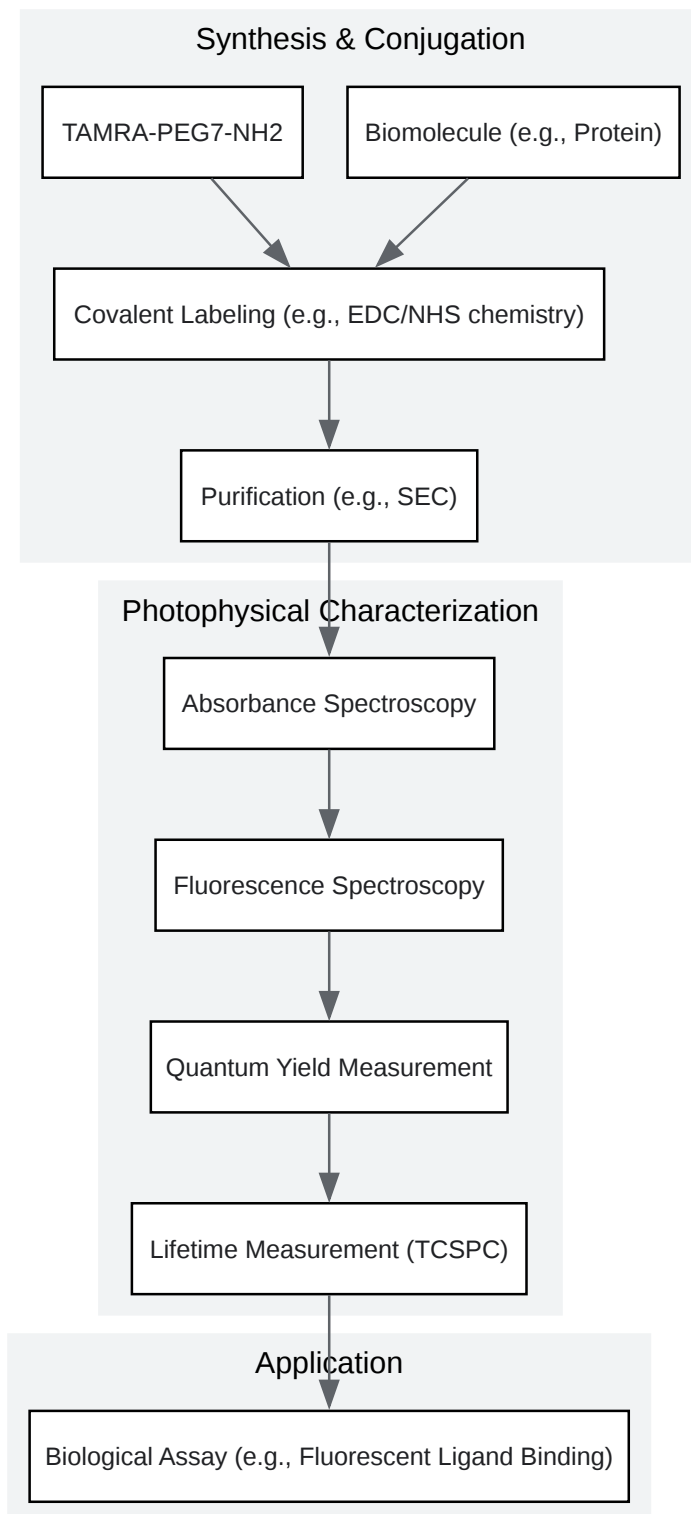 Synthesis & Conjugation
TAMRA-PEG7-NH2
Biomolecule (e.g., Protein)
Covalent Labeling (e.g., EDC/NHS chemistry)
Purification (e.g., SEC)
Photophysical Characterization
Absorbance Spectroscopy
Fluorescence Spectroscopy
Quantum Yield Measurement
Lifetime Measurement (TCSPC)
Application
Biological Assay (e.g., Fluorescent Ligand Binding)